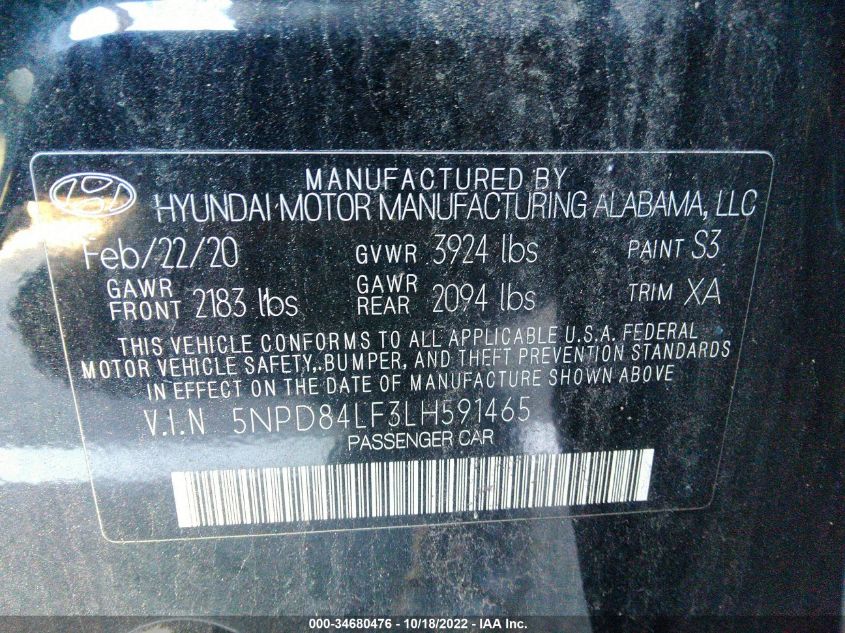 MANUFACTURED BY
HYUNDAI MOTOR MANUFACTURING ALABAMA, LLC
Feb/22/20 GVWR 3924 lbs PAINT S3
GAWR FRONT 2183 lbs GAWR REAR 2094 lbs TRIM XA
THIS VEHICLE CONFORMS TO ALL APPLICABLE U.S.A. FEDERAL
MOTOR VEHICLE SAFETY, BUMPER, AND THEFT PREVENTION STANDARDS
IN EFFECT ON THE DATE OF MANUFACTURE SHOWN ABOVE
V.I.N 5NPD84LF3LH591465
PASSENGER CAR
000-34680476 - 10/18/2022 - IAA Inc.